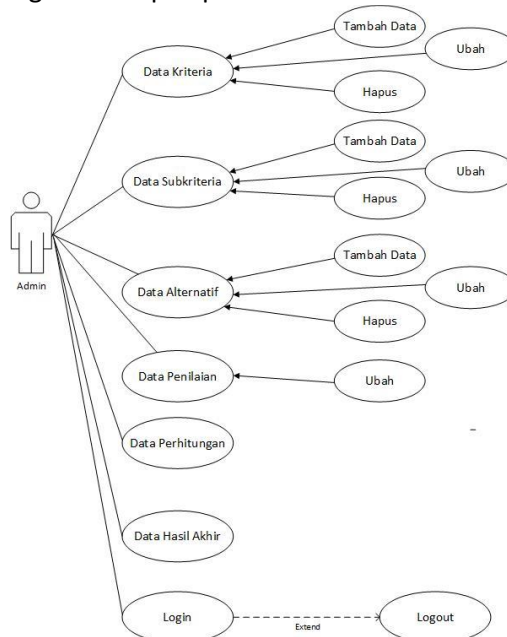 Tambah Data
Ubah
Data Kriteria
Hapus
Tambah Data
Ubah
Data Subkriteria
Hapus
Admin
Tambah Data
Ubah
Data Alternatif
Hapus
Data Penilaian
Ubah
Data Perhitungan
Data Hasil Akhir
Login
Extend
Logout